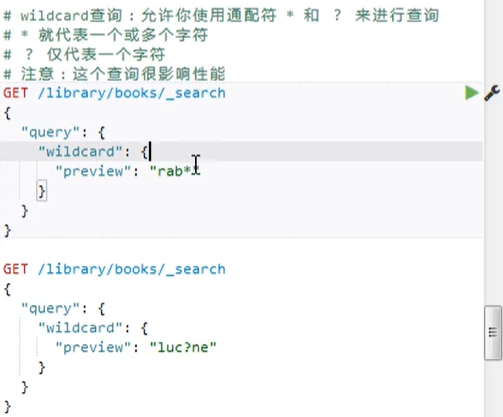 # wildcard查询：允许你使用通配符 * 和 ? 来进行查询
# * 就代表一个或多个字符
# ? 仅代表一个字符
# 注意：这个查询很影响性能
GET /library/books/_search
{
"query": {
"wildcard": {
"preview": "rab*"
}
}
}
GET /library/books/_search
{
"query": {
"wildcard": {
"preview": "luc?ne"
}
}
}